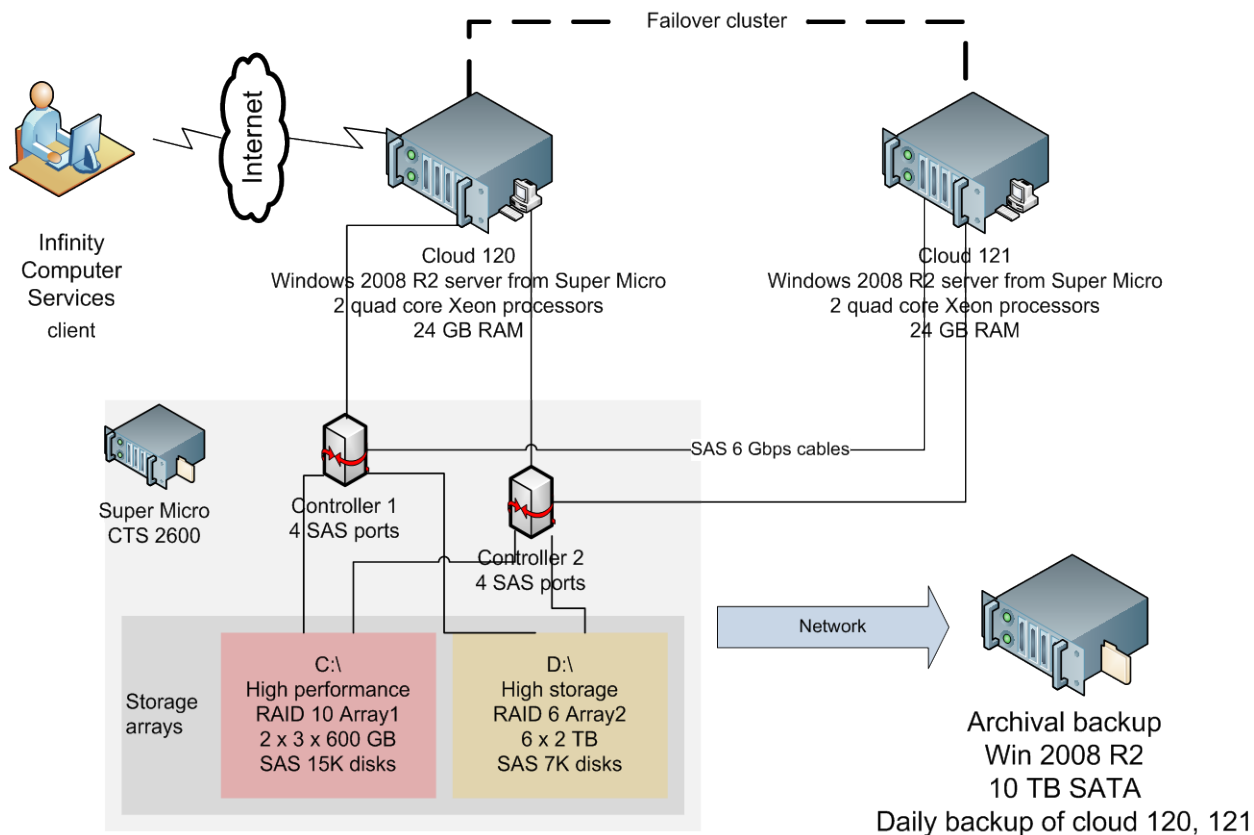 Failover cluster
Internet
Infinity
Computer
Services
client
Cloud 120
Windows 2008 R2 server from Super Micro
2 quad core Xeon processors
24 GB RAM
Cloud 121
Windows 2008 R2 server from Super Micro
2 quad core Xeon processors
24 GB RAM
SAS 6 Gbps cables
Super Micro
CTS 2600
Controller 1
4 SAS ports
Controller 2
4 SAS ports
Network
Storage
arrays
C:\
High performance
RAID 10 Array1
2 x 3 x 600 GB
SAS 15K disks
D:\
High storage
RAID 6 Array2
6 x 2 TB
SAS 7K disks
Archival backup
Win 2008 R2
10 TB SATA
Daily backup of cloud 120, 121